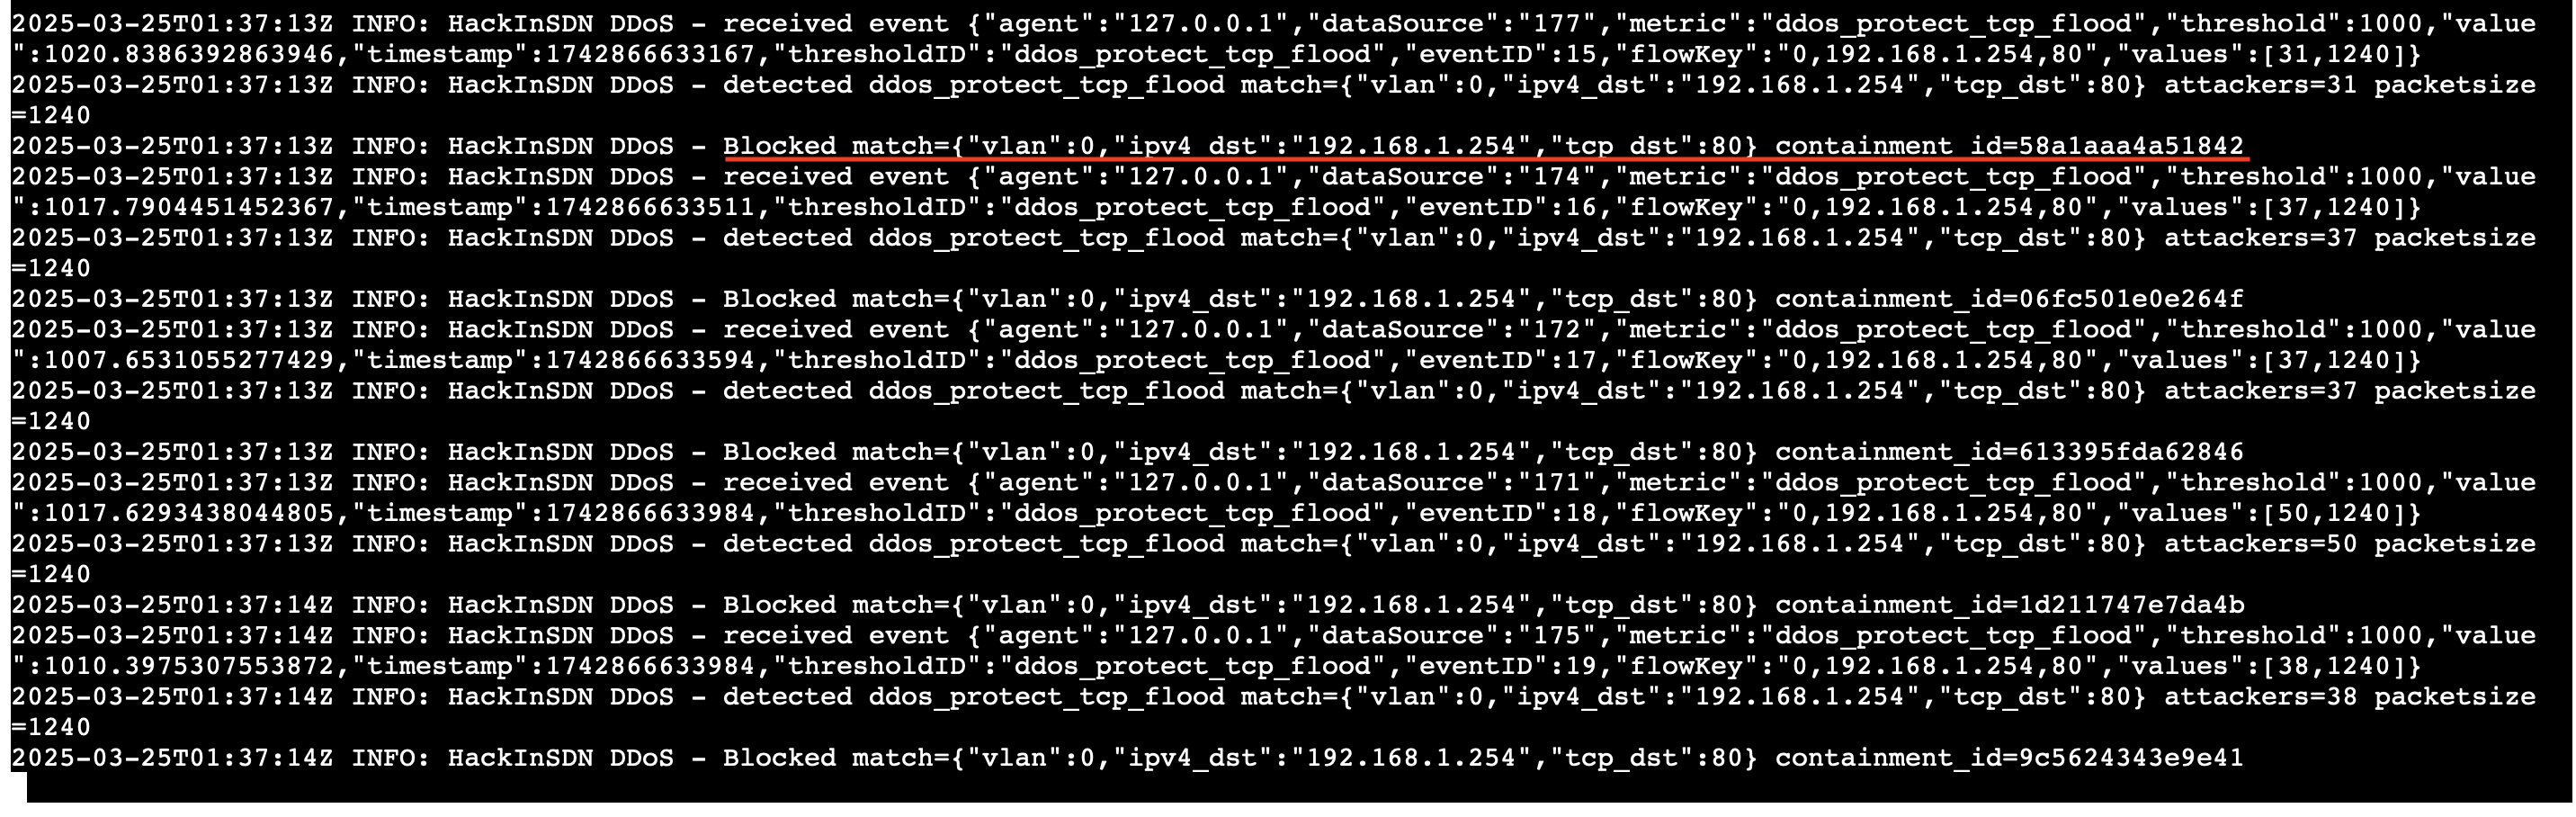 2025-03-25T01:37:13Z INFO: HackInSDN DDoS - received event {"agent":"127.0.0.1","dataSource":"177","metric":"ddos_protect_tcp_flood","threshold":1000,"value
":1020.8386392863946,"timestamp":1742866633167,"thresholdID":"ddos_protect_tcp_flood","eventID":15,"flowKey":"0,192.168.1.254,80","values":[31,1240]}
2025-03-25T01:37:13Z INFO: HackInSDN DDoS - detected ddos_protect_tcp_flood match={"vlan":0,"ipv4_dst":"192.168.1.254","tcp_dst":80} attackers=31 packetsize
=1240
2025-03-25T01:37:13Z INFO: HackInSDN DDoS - Blocked match={"vlan":0,"ipv4_dst":"192.168.1.254","tcp_dst":80} containment_id=58a1aaa4a51842
2025-03-25T01:37:13Z INFO: HackInSDN DDoS - received event {"agent":"127.0.0.1","dataSource":"174","metric":"ddos_protect_tcp_flood","threshold":1000,"value
":1017.7904451452367,"timestamp":1742866633511,"thresholdID":"ddos_protect_tcp_flood","eventID":16,"flowKey":"0,192.168.1.254,80","values":[37,1240]}
2025-03-25T01:37:13Z INFO: HackInSDN DDoS - detected ddos_protect_tcp_flood match={"vlan":0,"ipv4_dst":"192.168.1.254","tcp_dst":80} attackers=37 packetsize
=1240
2025-03-25T01:37:13Z INFO: HackInSDN DDoS - Blocked match={"vlan":0,"ipv4_dst":"192.168.1.254","tcp_dst":80} containment_id=06fc501e0e264f
2025-03-25T01:37:13Z INFO: HackInSDN DDoS - received event {"agent":"127.0.0.1","dataSource":"172","metric":"ddos_protect_tcp_flood","threshold":1000,"value
":1007.6531055277429,"timestamp":1742866633594,"thresholdID":"ddos_protect_tcp_flood","eventID":17,"flowKey":"0,192.168.1.254,80","values":[37,1240]}
2025-03-25T01:37:13Z INFO: HackInSDN DDoS - detected ddos_protect_tcp_flood match={"vlan":0,"ipv4_dst":"192.168.1.254","tcp_dst":80} attackers=37 packetsize
=1240
2025-03-25T01:37:13Z INFO: HackInSDN DDoS - Blocked match={"vlan":0,"ipv4_dst":"192.168.1.254","tcp_dst":80} containment_id=613395fda62846
2025-03-25T01:37:13Z INFO: HackInSDN DDoS - received event {"agent":"127.0.0.1","dataSource":"171","metric":"ddos_protect_tcp_flood","threshold":1000,"value
":1017.6293438044805,"timestamp":1742866633984,"thresholdID":"ddos_protect_tcp_flood","eventID":18,"flowKey":"0,192.168.1.254,80","values":[50,1240]}
2025-03-25T01:37:13Z INFO: HackInSDN DDoS - detected ddos_protect_tcp_flood match={"vlan":0,"ipv4_dst":"192.168.1.254","tcp_dst":80} attackers=50 packetsize
=1240
2025-03-25T01:37:14Z INFO: HackInSDN DDoS - Blocked match={"vlan":0,"ipv4_dst":"192.168.1.254","tcp_dst":80} containment_id=1d211747e7da4b
2025-03-25T01:37:14Z INFO: HackInSDN DDoS - received event {"agent":"127.0.0.1","dataSource":"175","metric":"ddos_protect_tcp_flood","threshold":1000,"value
":1010.3975307553872,"timestamp":1742866633984,"thresholdID":"ddos_protect_tcp_flood","eventID":19,"flowKey":"0,192.168.1.254,80","values":[38,1240]}
2025-03-25T01:37:14Z INFO: HackInSDN DDoS - detected ddos_protect_tcp_flood match={"vlan":0,"ipv4_dst":"192.168.1.254","tcp_dst":80} attackers=38 packetsize
=1240
2025-03-25T01:37:14Z INFO: HackInSDN DDoS - Blocked match={"vlan":0,"ipv4_dst":"192.168.1.254","tcp_dst":80} containment_id=9c5624343e9e41